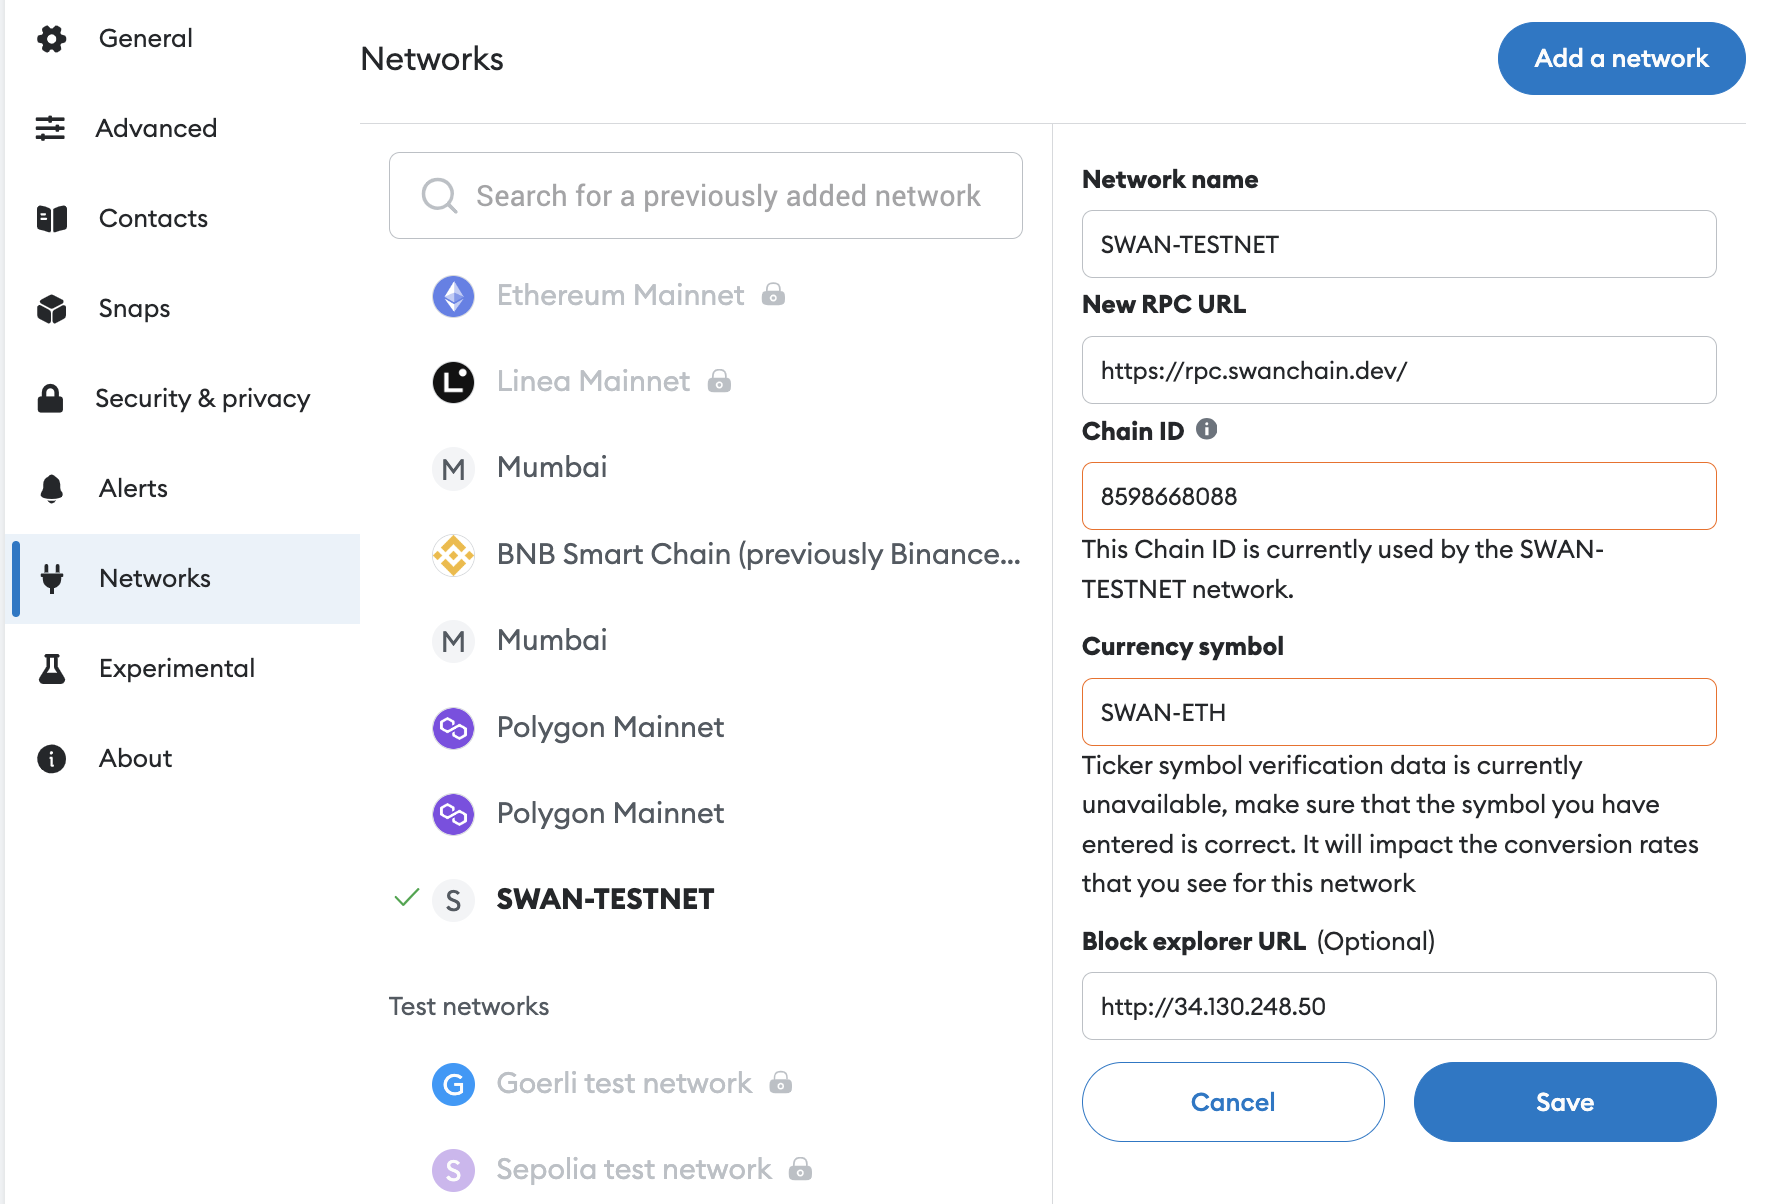 General
Advanced
Contacts
Snaps
Security & privacy
Alerts
Networks
Experimental
About
Networks
Add a network
Search for a previously added network
Ethereum Mainnet
L Linea Mainnet
M Mumbai
BNB Smart Chain (previously Binance...
M Mumbai
Polygon Mainnet
Polygon Mainnet
S SWAN-TESTNET
Test networks
G Goerli test network
S Sepolia test network
Network name
SWAN-TESTNET
New RPC URL
https://rpc.swanchain.dev/
Chain ID
8598668088
This Chain ID is currently used by the SWAN-
TESTNET network.
Currency symbol
SWAN-ETH
Ticker symbol verification data is currently
unavailable, make sure that the symbol you have
entered is correct. It will impact the conversion rates
that you see for this network
Block explorer URL (Optional)
http://34.130.248.50
Cancel
Save